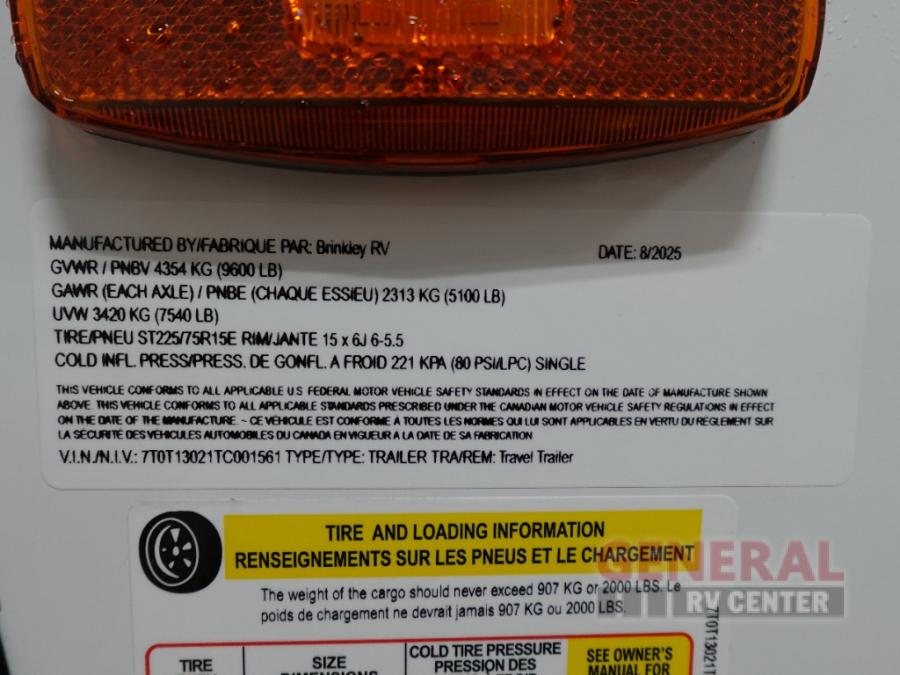 MANUFACTURED BY/FABRIQUE PAR: Brinkley RV DATE: 8/2025
GVWR / PNBV 4354 KG (9600 LB)
GAWR (EACH AXLE) / PNBE (CHAQUE ESSIEU) 2313 KG (5100 LB)
UVW 3420 KG (7540 LB)
TIRE/PNEU ST225/75R15E RIM/JANTE 15 x 6J 6-5.5
COLD INFL. PRESS/PRESS. DE GONFL. A FROID 221 KPA (80 PSI/LPC) SINGLE
THIS VEHICLE CONFORMS TO ALL APPLICABLE U.S. FEDERAL MOTOR VEHICLE SAFETY STANDARDS IN EFFECT ON THE DATE OF MANUFACTURE SHOWN
ABOVE. THIS VEHICLE CONFORMS TO ALL APPLICABLE STANDARDS PRESCRIBED UNDER THE CANADIAN MOTOR VEHICLE SAFETY REGULATIONS IN EFFECT
ON THE DATE OF THE MANUFACTURE. ~ CE VEHICULE EST CONFORME A TOUTES LES NORMES QUI LUI SONT APPLICABLES EN VERTU DU REGLEMENT SUR
LA SÉCURITÉ DES VEHICULES AUTOMOBILES DU CANADA EN VIGUEUR A LA DATE DE SA FABRICATION
V.I.N./N.I.V.: 7T0T13021TC001561 TYPE/TYPE: TRAILER TRA/REM: Travel Trailer
TIRE AND LOADING INFORMATION
RENSEIGNEMENTS SUR LES PNEUS ET LE CHARGEMENT
The weight of the cargo should never exceed 907 KG or 2000 LBS. Le
poids de chargement ne devrait jamais 907 KG ou 2000 LBS.
GENERAL
RV CENTER
7T0T13021T
TIRE
SIZE
DIMENSIONS
COLD TIRE PRESSURE
PRESSION DES
SEE OWNER'S
MANUAL FOR